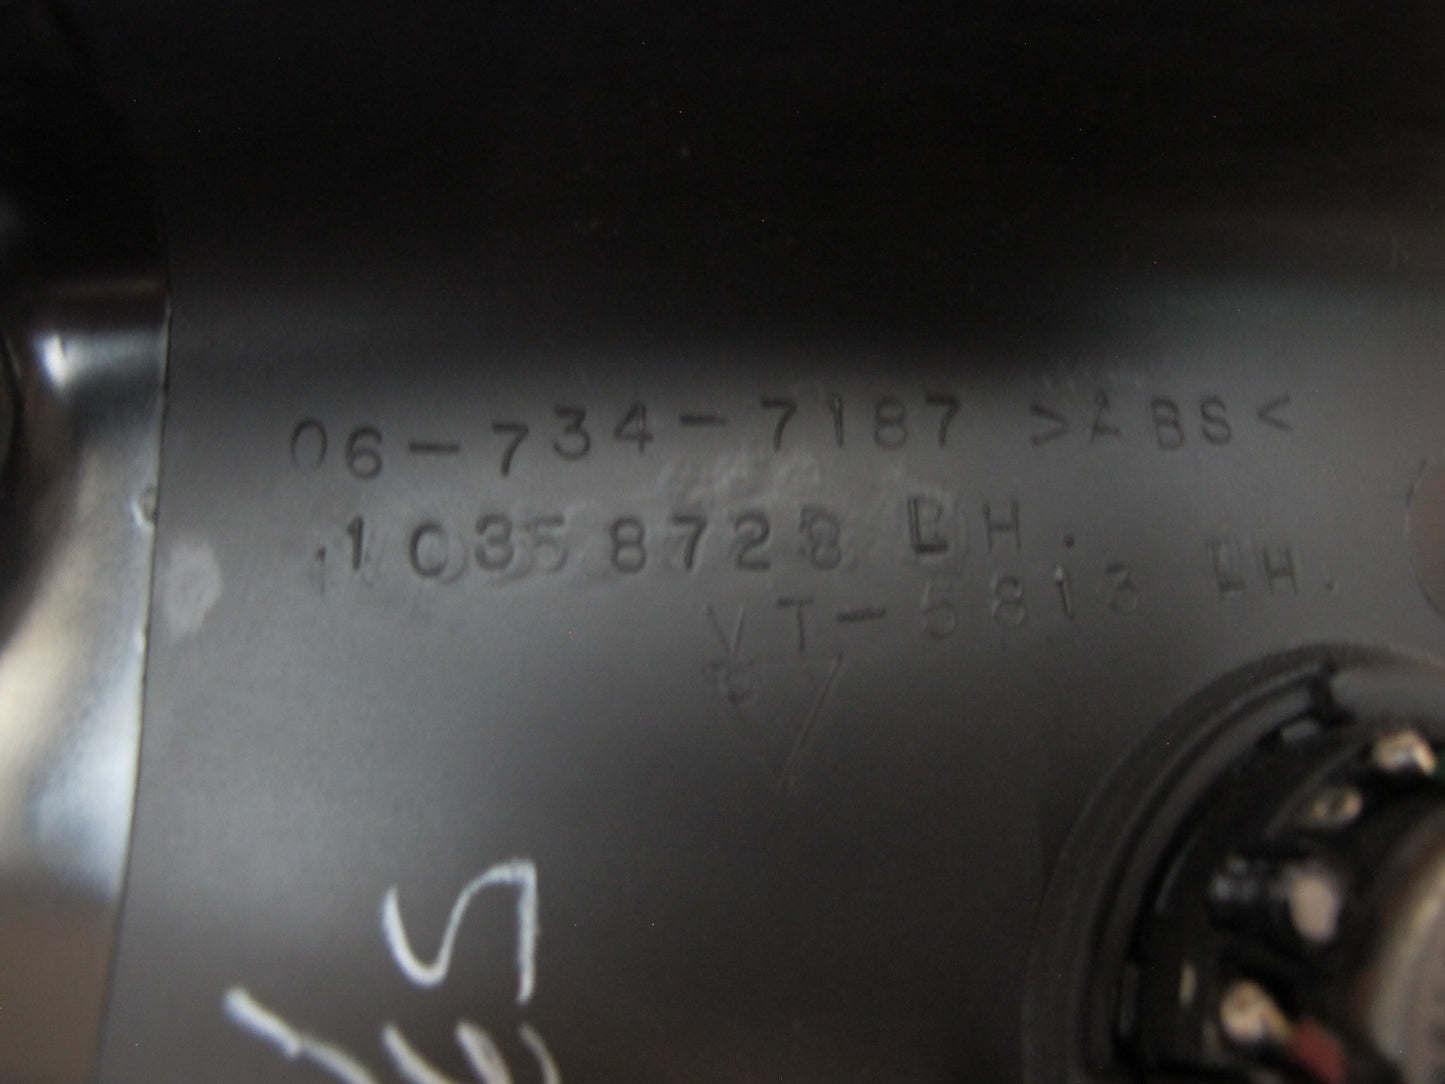 06-734-7187 >ABS<
10358728 LH.
VT-5813 LH.